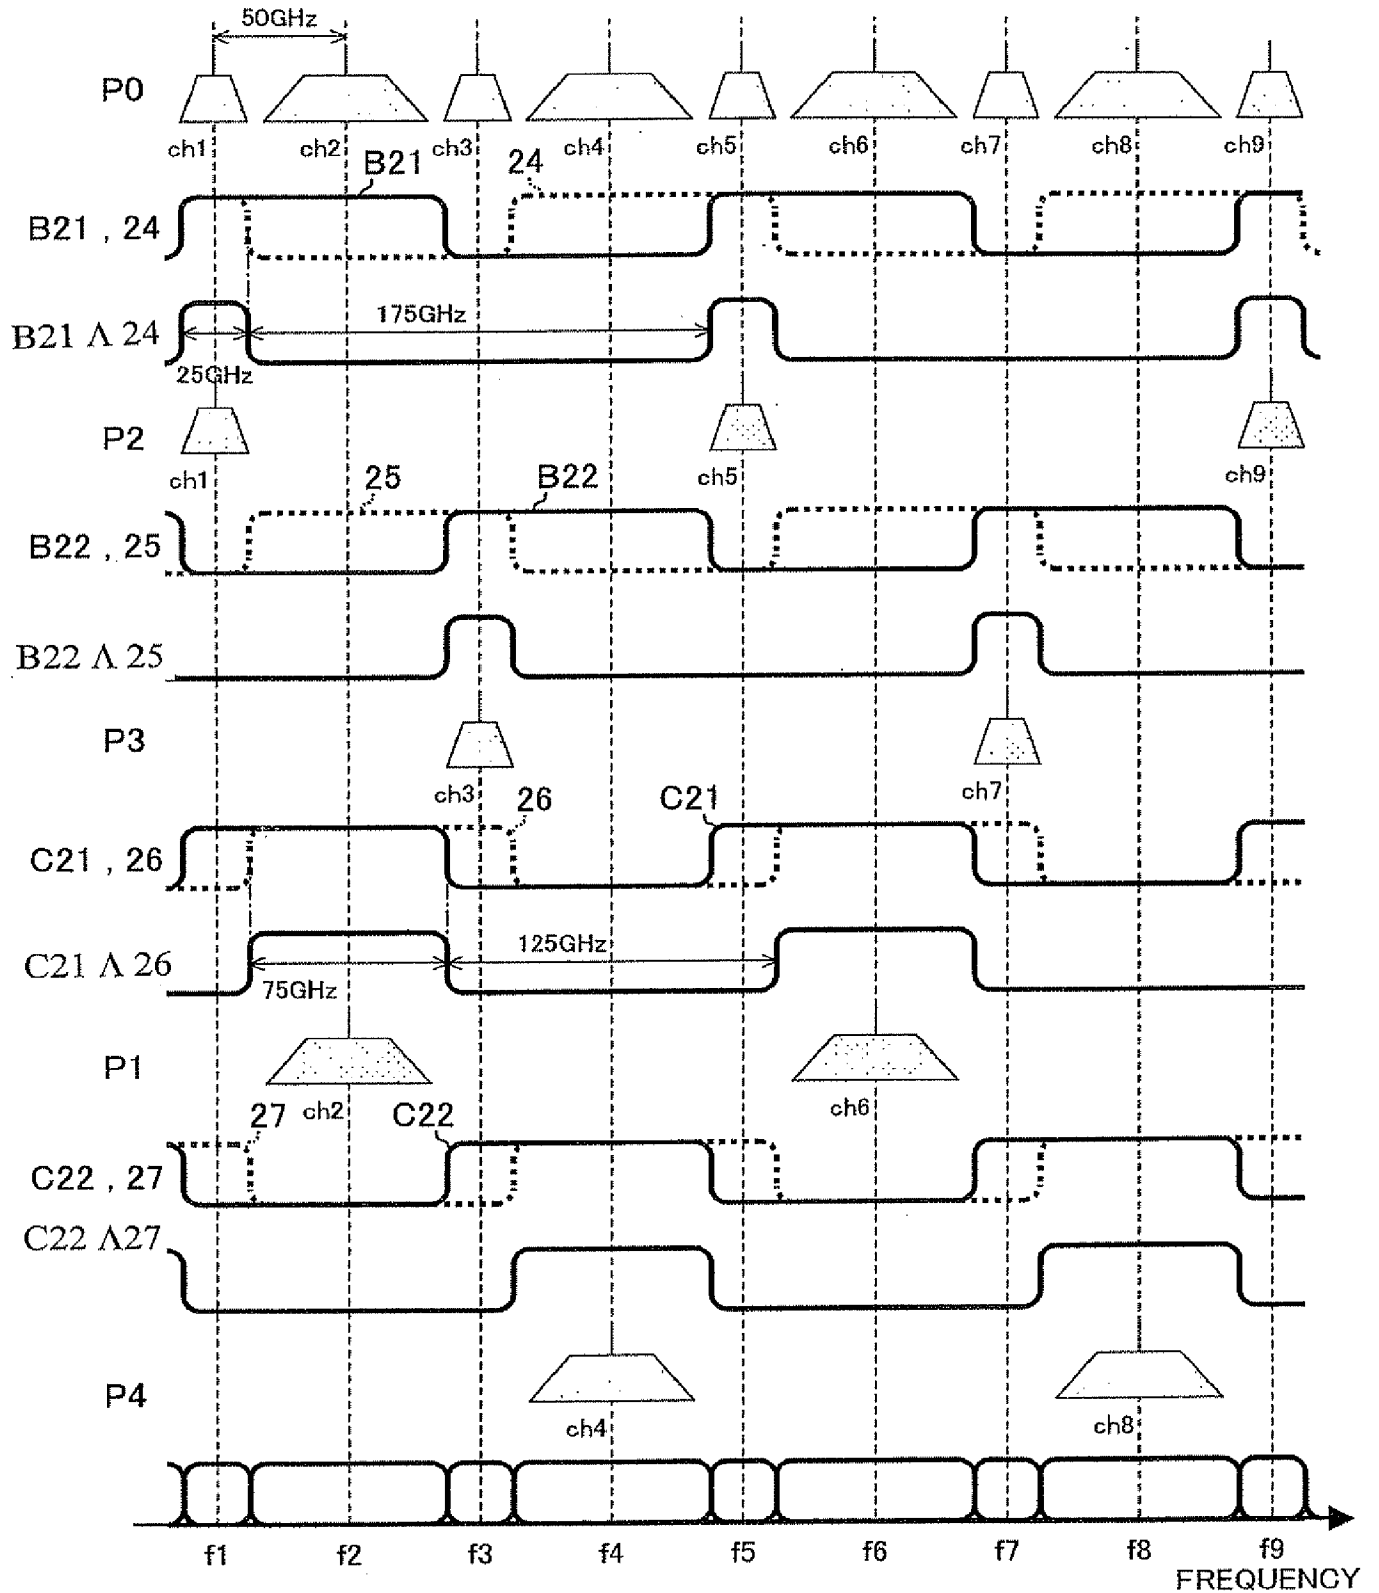 50GHz
P0
ch1 ch2 ch3 ch4 ch5 ch6 ch7 ch8 ch9
B21 24
B21 , 24
B21 Λ 24
175GHz
25GHz
P2
ch1 ch5 ch9
25 B22
B22 , 25
B22 Λ 25
P3
ch3 ch7
26 C21
C21 , 26
C21 Λ 26
125GHz
75GHz
P1
ch2 ch6
27 C22
C22 , 27
C22 Λ27
P4
ch4 ch8
f1 f2 f3 f4 f5 f6 f7 f8 f9
FREQUENCY